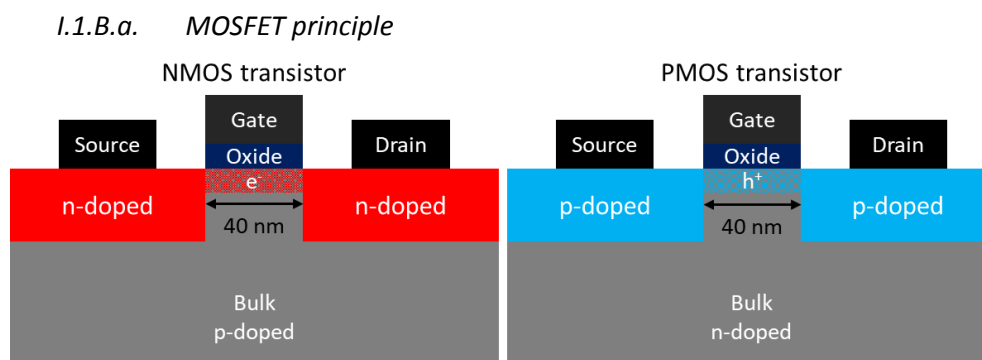 I.1.B.a. MOSFET principle
NMOS transistor
Gate
Source
Oxide
Drain
e-
n-doped
n-doped
40 nm
Bulk
p-doped
PMOS transistor
Gate
Source
Oxide
Drain
h+
p-doped
p-doped
40 nm
Bulk
n-doped